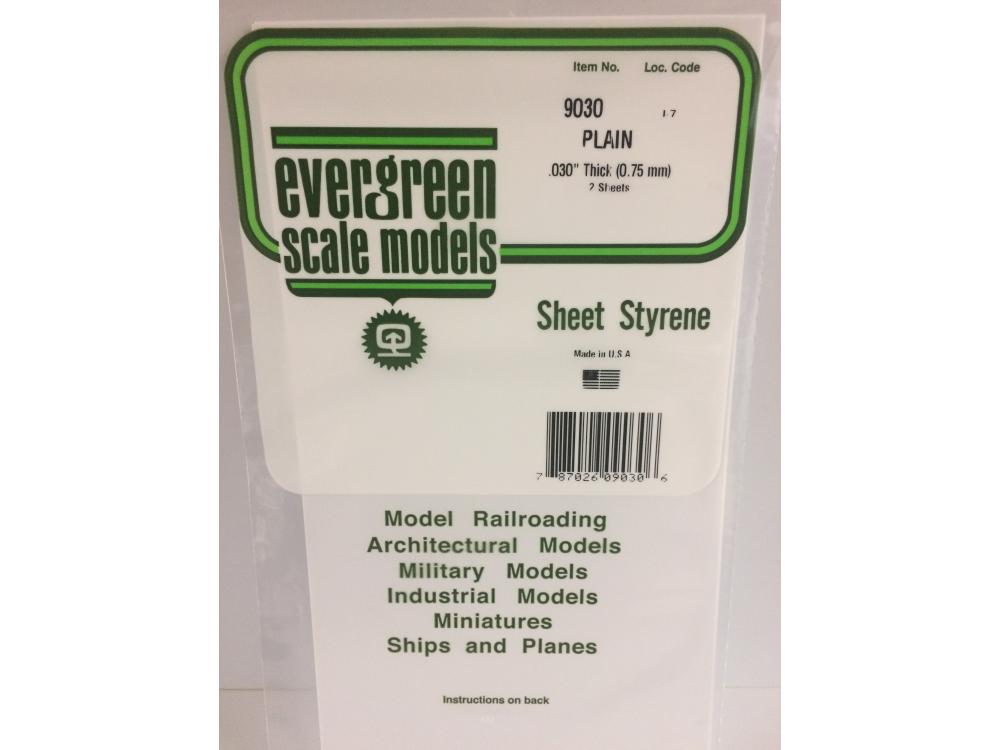 Item No. Loc. Code
9030
PLAIN
.030" Thick (0.75 mm)
2 Sheets
evergreen
scale models
Sheet Styrene
Made in U.S.A
7 87026 09030 6
Model Railroading
Architectural Models
Military Models
Industrial Models
Miniatures
Ships and Planes
Instructions on back